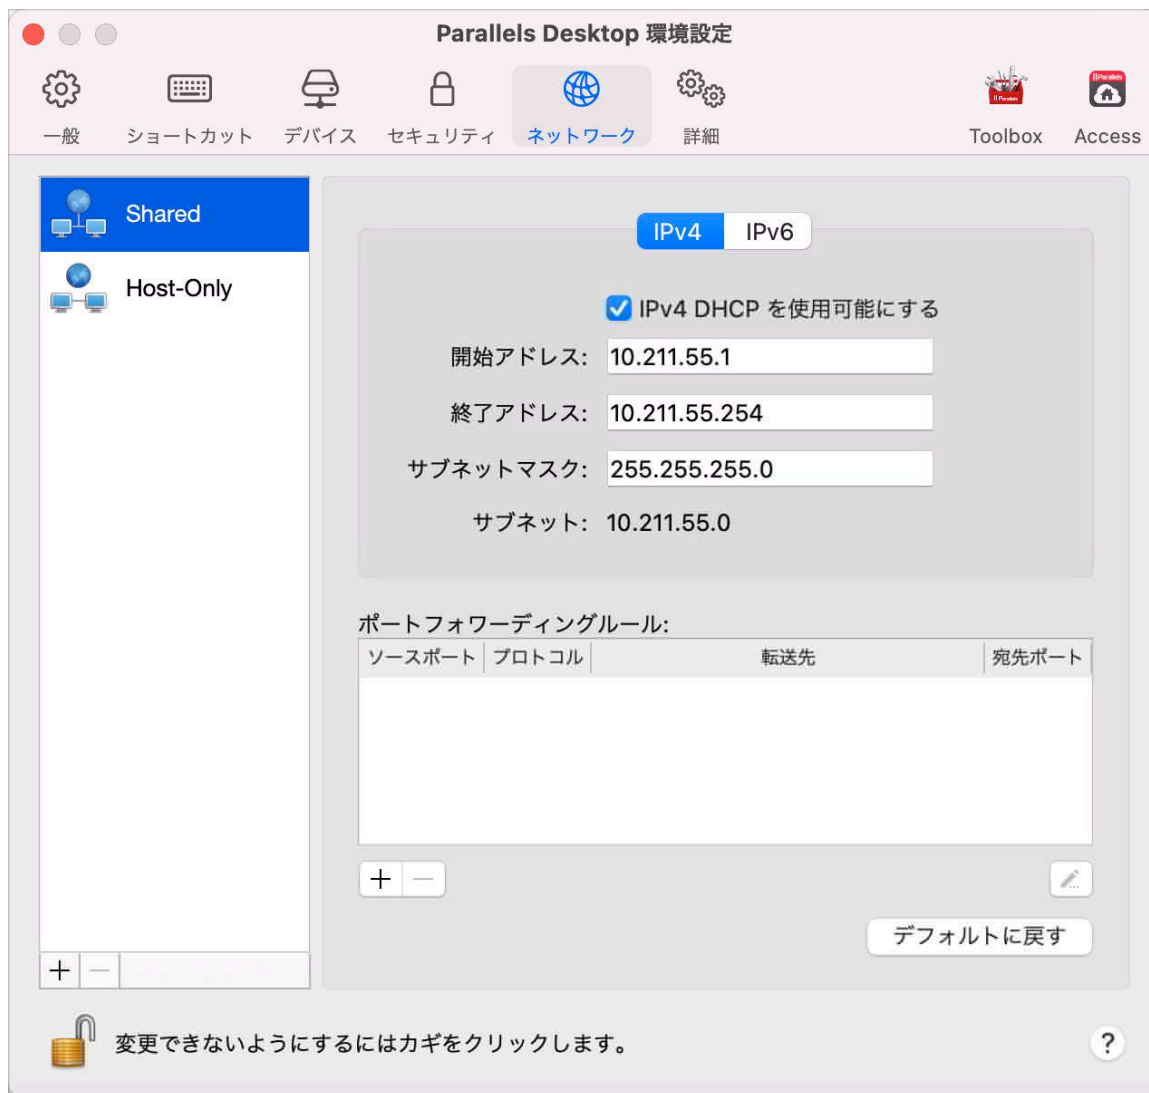 Parallels Desktop 環境設定
一般 ショートカット デバイス セキュリティ ネットワーク 詳細 Toolbox Access
Shared
Host-Only
IPv4 IPv6
IPv4 DHCP を使用可能にする
開始アドレス: 10.211.55.1
終了アドレス: 10.211.55.254
サブネットマスク: 255.255.255.0
サブネット: 10.211.55.0
ポートフォワーディングルール:
ソースポート プロトコル 転送先 宛先ポート
デフォルトに戻す
変更できないようにするにはカギをクリックします。
?